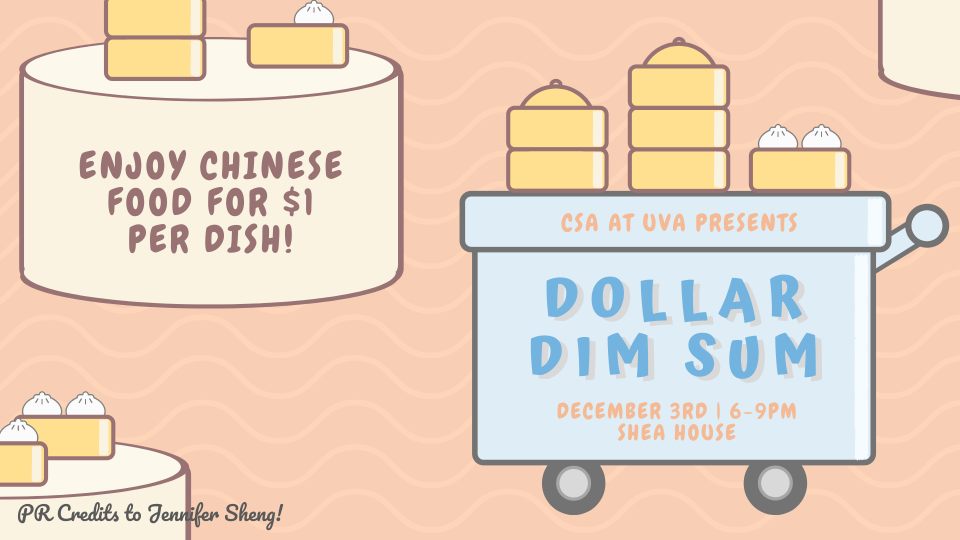 ENJOY CHINESE
FOOD FOR $1
PER DISH!
CSA AT UVA PRESENTS
DOLLAR
DIM SUM
DECEMBER 3RD | 6-9PM
SHEA HOUSE
PR Credits to Jennifer Sheng!